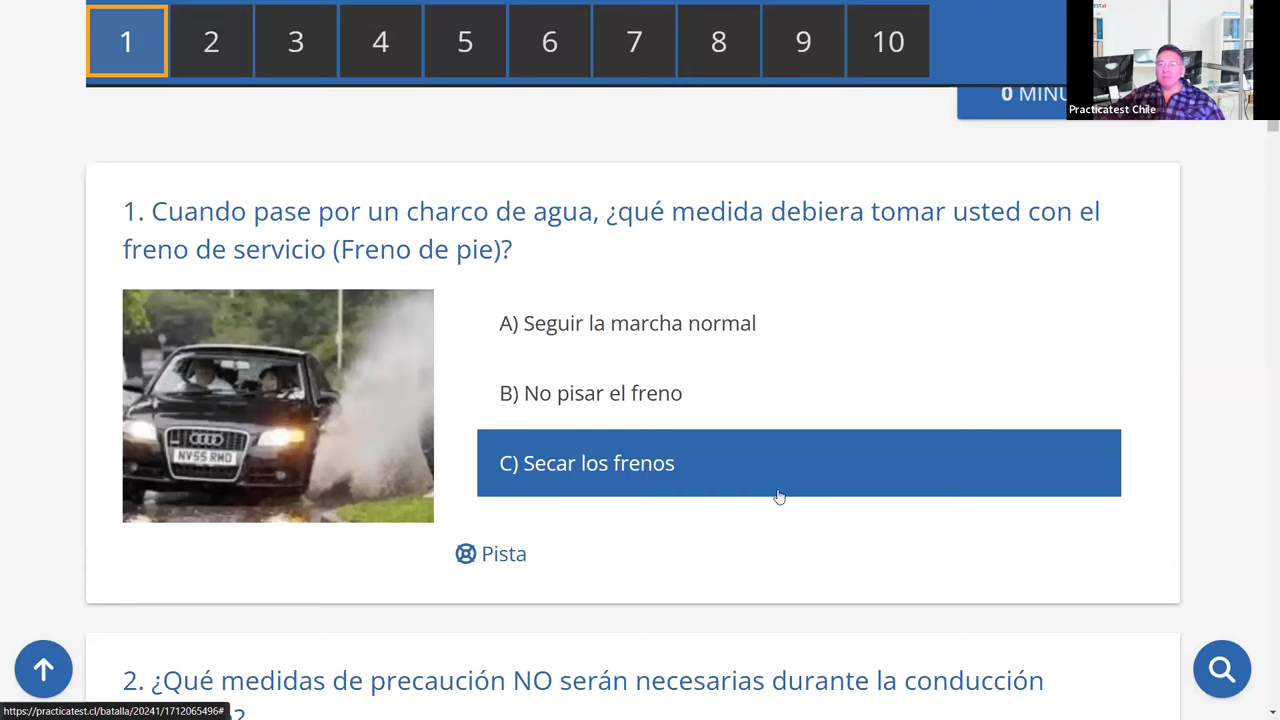 1 2 3 4 5 6 7 8 9 10
Practicatest Chile
0 MINU
1. Cuando pase por un charco de agua, ¿qué medida debiera tomar usted con el
freno de servicio (Freno de pie)?
A) Seguir la marcha normal
B) No pisar el freno
C) Secar los frenos
NV55 RMO
Pista
2. ¿Qué medidas de precaución NO serán necesarias durante la conducción
https://practicatest.cl/batalla/20241/1712065496#